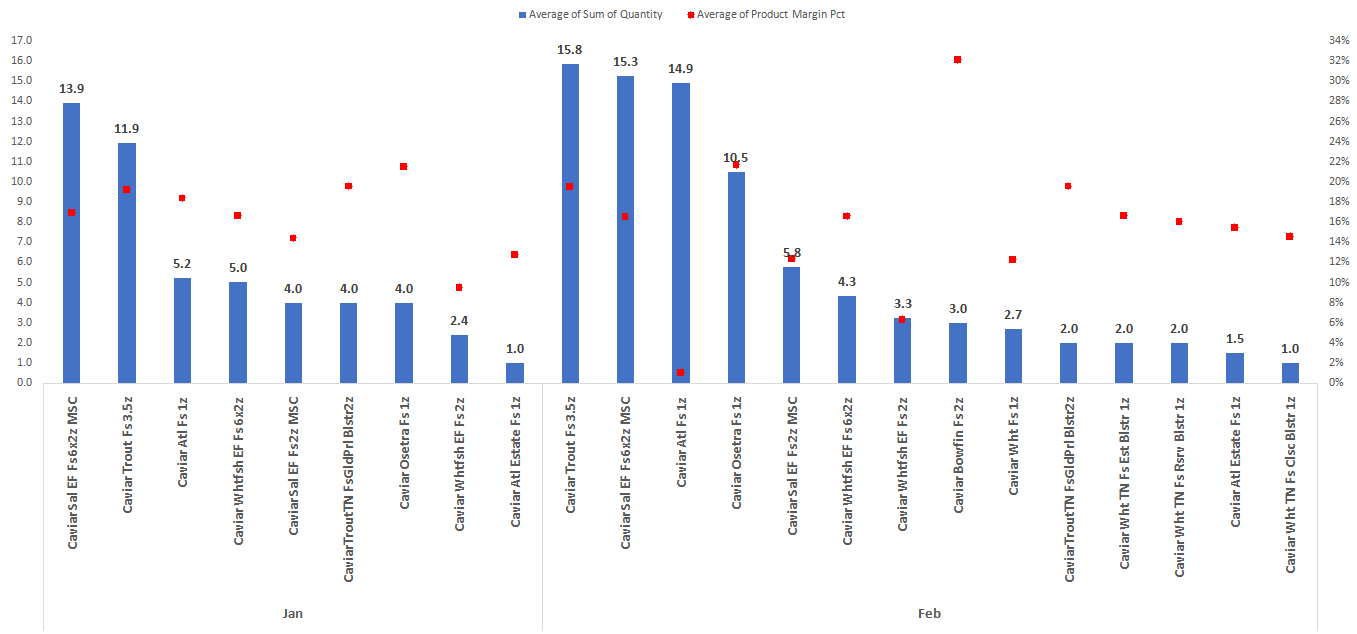 Average of Sum of Quantity
Average of Product Margin Pct
17.0
16.0
15.0
14.0
13.0
12.0
11.0
10.0
9.0
8.0
7.0
6.0
5.0
4.0
3.0
2.0
1.0
0.0
13.9
11.9
5.2
5.0
4.0
4.0
4.0
2.4
1.0
15.8
15.3
14.9
10.5
5.8
4.3
3.3
3.0
2.7
2.0
2.0
2.0
1.5
1.0
34%
32%
30%
28%
26%
24%
22%
20%
18%
16%
14%
12%
10%
8%
6%
4%
2%
0%
Caviar Sal EF Fs6x2z MSC
Caviar Trout Fs 3.5z
Caviar Atl Fs 1z
Caviar Whtfsh EF Fs 6x2z
Caviar Sal EF Fs2z MSC
CaviarTroutTN FsGldPrl Blstr2z
Caviar Osetra Fs 1z
Caviar Whtfsh EF Fs 2z
Caviar Atl Estate Fs 1z
Caviar Trout Fs 3.5z
Caviar Sal EF Fs6x2z MSC
Caviar Atl Fs 1z
Caviar Osetra Fs 1z
Caviar Sal EF Fs2z MSC
Caviar Whtfsh EF Fs 6x2z
Caviar Whtfsh EF Fs 2z
Caviar Bowfin Fs 2z
Caviar Wht Fs 1z
CaviarTroutTN FsGldPrl Blstr2z
Caviar Wht TN Fs Est Blstr 1z
Caviar Wht TN Fs Rsrv Blstr 1z
Caviar Atl Estate Fs 1z
Caviar Wht TN Fs Clsc Blstr 1z
Jan
Feb